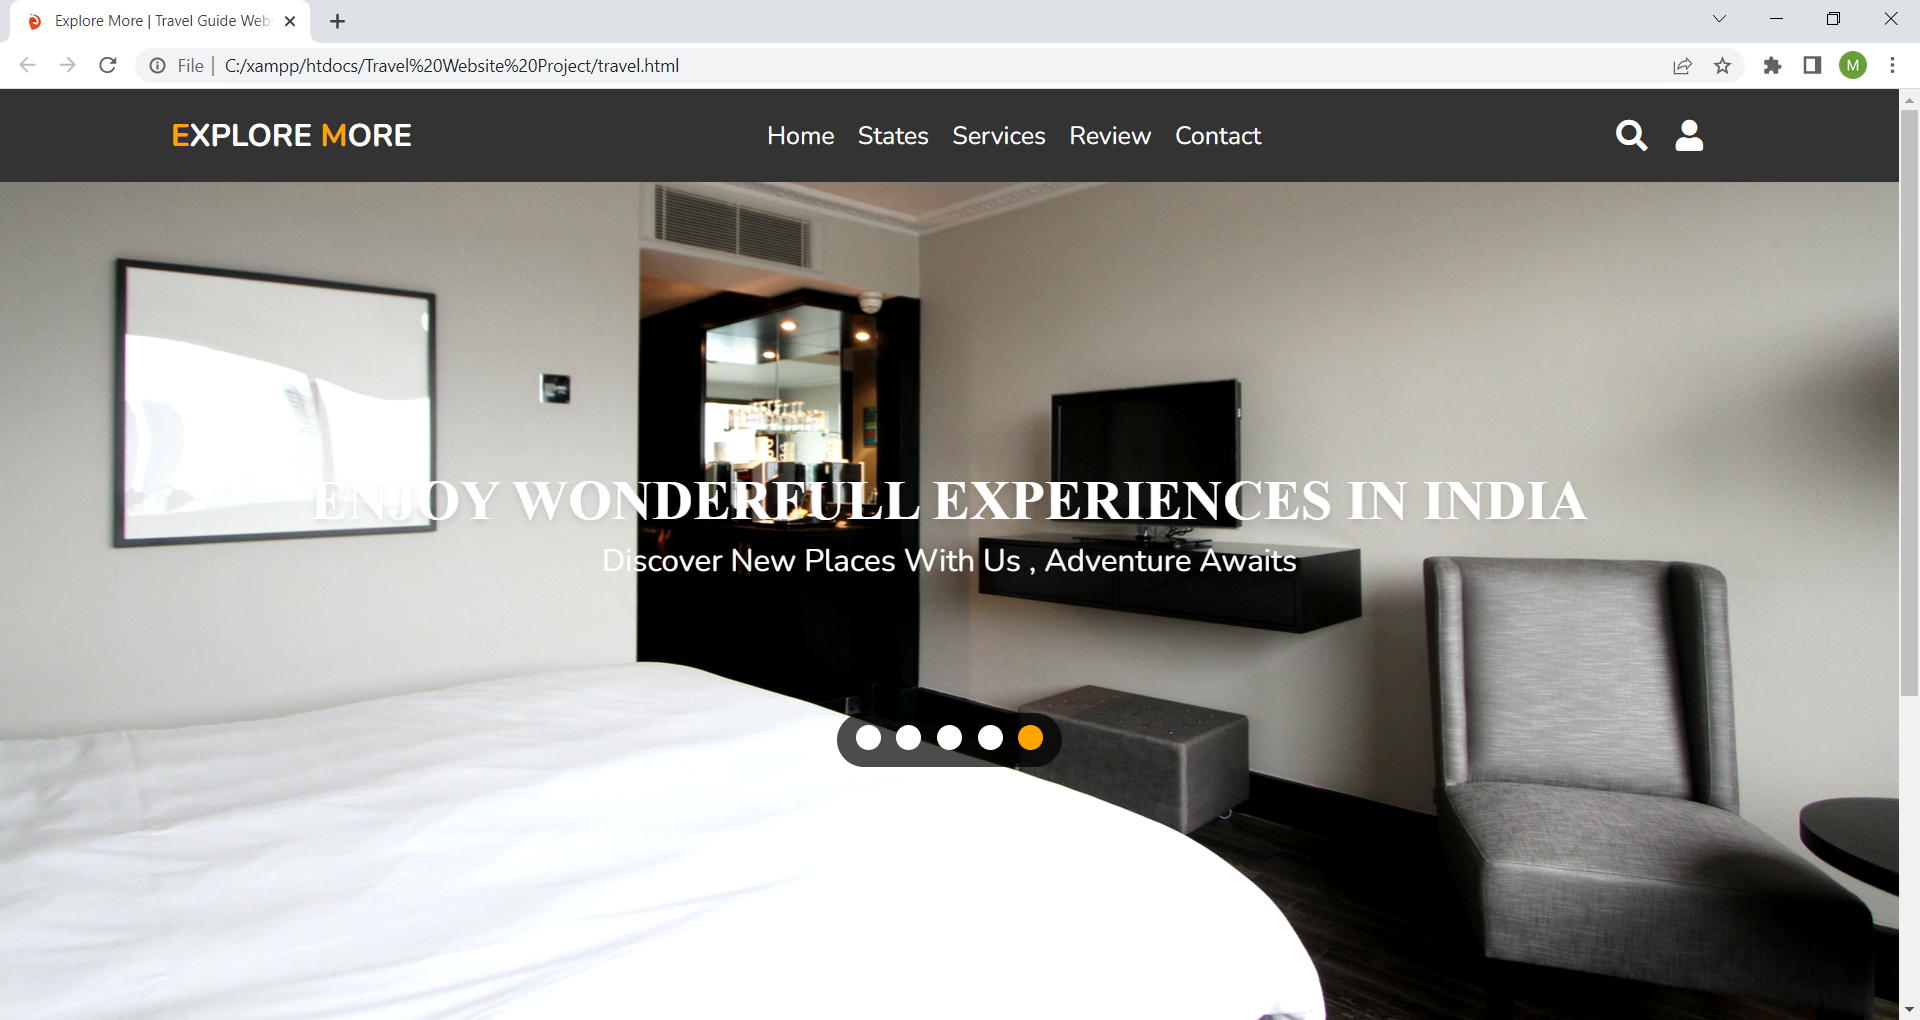 Explore More | Travel Guide Web
File | C:/xampp/htdocs/Travel%20Website%20Project/travel.html
M
EXPLORE MORE
Home States Services Review Contact
ENJOY WONDERFULL EXPERIENCES IN INDIA
Discover New Places With Us , Adventure Awaits